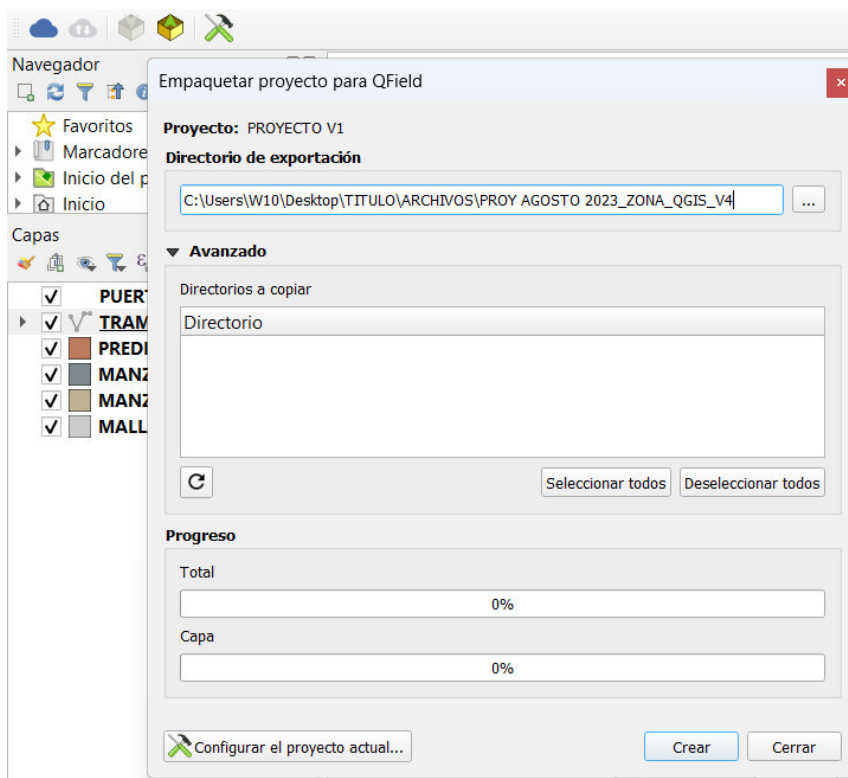 Navegador
Empaquetar proyecto para QField
Favoritos
Marcadore
Inicio del p
Inicio
Capas
PUERT
TRAM
PREDI
MANZ
MANZ
MALL
Proyecto: PROYECTO V1
Directorio de exportación
C:\Users\W10\Desktop\TITULO\ARCHIVOS\PROY AGOSTO 2023_ZONA_QGIS_V4
...
Avanzado
Directorios a copiar
Directorio
Seleccionar todos
Deseleccionar todos
Progreso
Total
0%
Capa
0%
Configurar el proyecto actual...
Crear
Cerrar